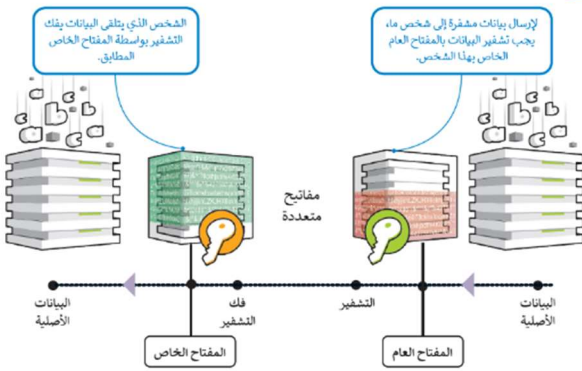 لإرسال بيانات مشفرة إلى شخص ما،
يجب تشفير البيانات بالمفتاح العام
الخاص بهذا الشخص.
الشخص الذي يتلقى البيانات يفك
التشفير بواسطة المفتاح الخاص
المطابق.
مفاتيح
متعددة
البيانات
الأصلية
التشفير
فك
التشفير
البيانات
الأصلية
المفتاح العام
المفتاح الخاص